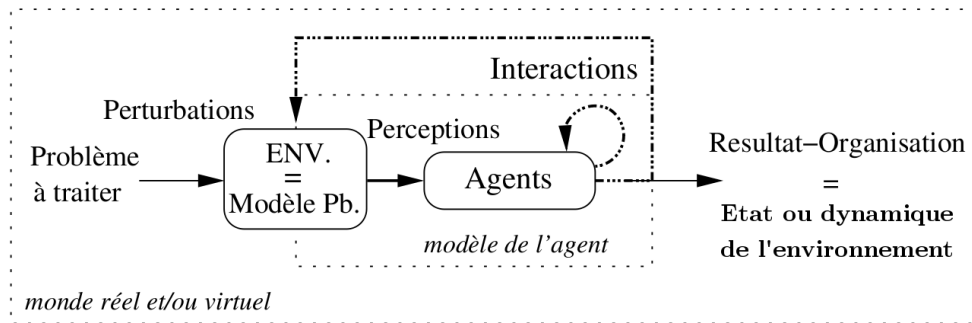 Interactions
Perturbations
Perceptions
Problème
à traiter
ENV.
=
Modèle Pb.
Agents
Resultat–Organisation
=
Etat ou dynamique
de l'environnement
modèle de l'agent
monde réel et/ou virtuel